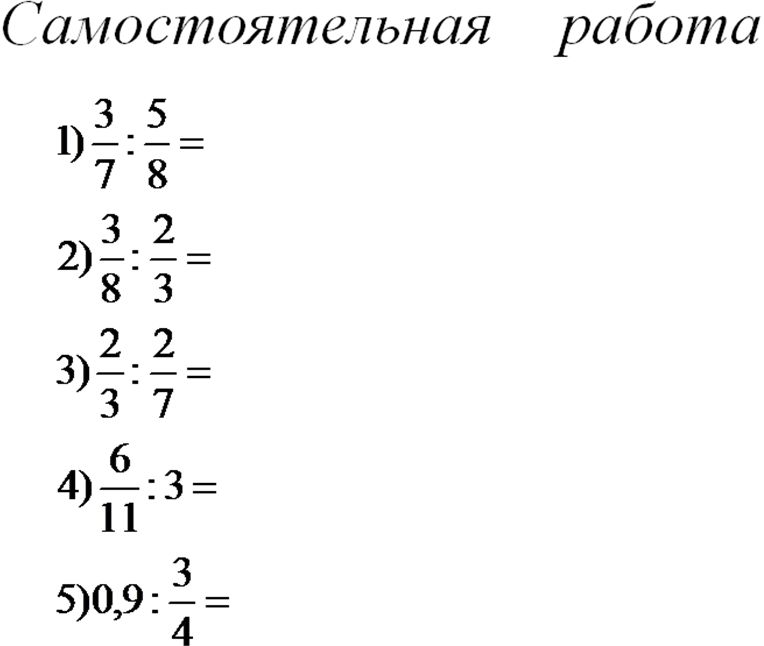 Самостоятельная работа
1) 3/7 : 5/8 =
2) 3/8 : 2/3 =
3) 2/3 : 2/7 =
4) 6/11 : 3 =
5) 0,9 : 3/4 =